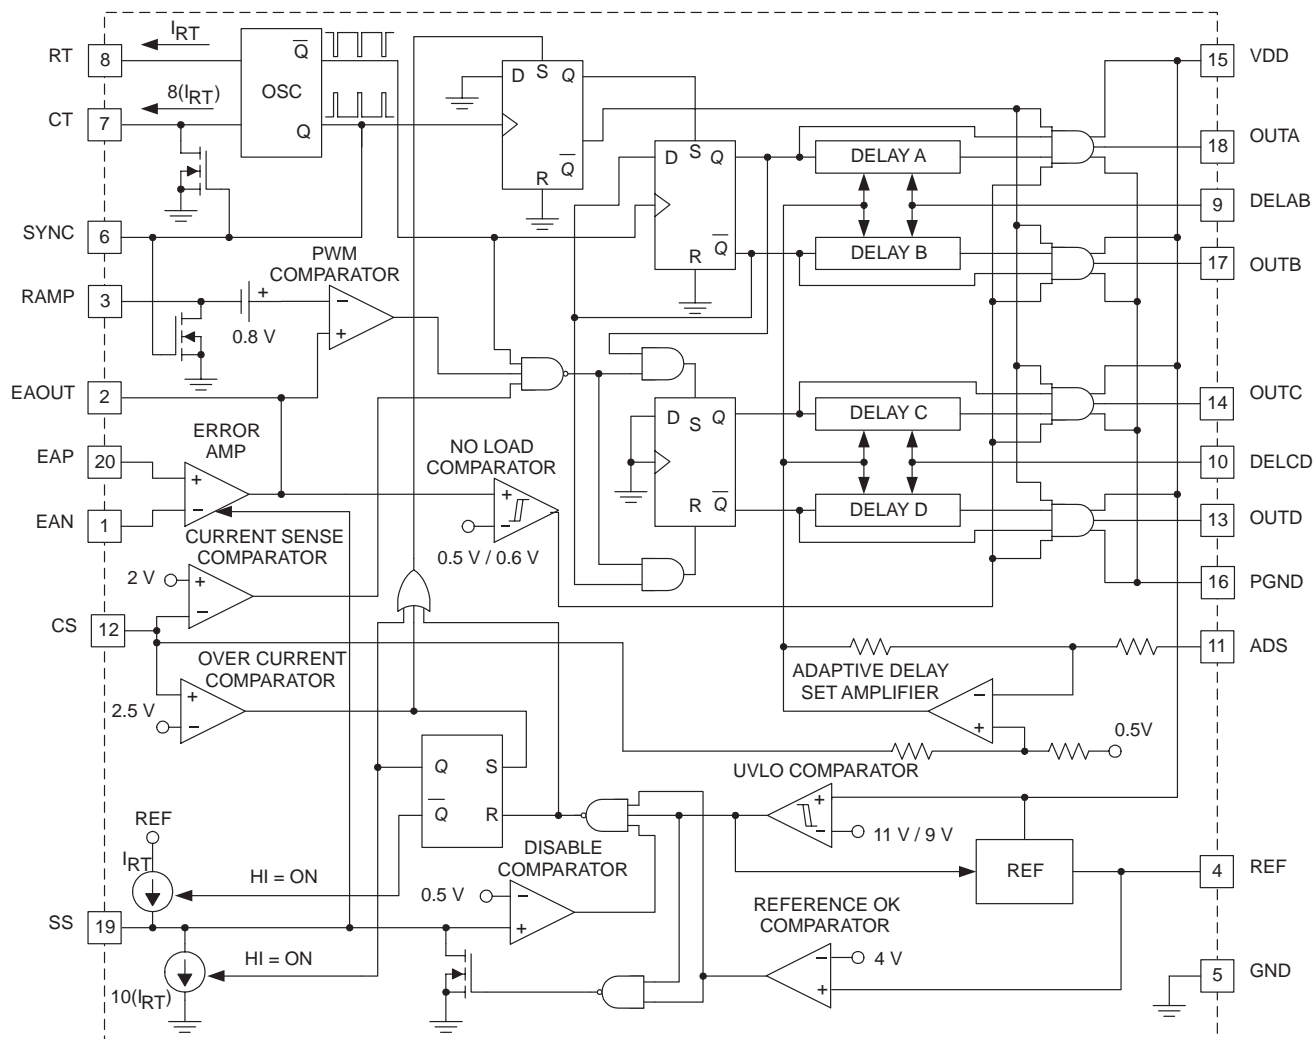 RT
8
I_RT
OSC
Q̅
Q
CT
7
8(I_RT)
SYNC
6
RAMP
3
+
0.8 V
PWM
COMPARATOR
−
+
EAOUT
2
ERROR
AMP
EAP
20
+
−
EAN
1
CURRENT SENSE
COMPARATOR
2 V
+
−
CS
12
OVER CURRENT
COMPARATOR
2.5 V
+
−
NO LOAD
COMPARATOR
+
−
0.5 V / 0.6 V
D
S
Q
Q̅
R
D
S
Q
Q̅
R
D
S
Q
Q̅
R
DELAY A
DELAY B
DELAY C
DELAY D
15
VDD
18
OUTA
9
DELAB
17
OUTB
14
OUTC
10
DELCD
13
OUTD
16
PGND
11
ADS
ADAPTIVE DELAY
SET AMPLIFIER
−
+
0.5V
Q
S
Q̅
R
UVLO COMPARATOR
+
−
11 V / 9 V
REF
4
REF
REFERENCE OK
COMPARATOR
−
+
4 V
5
GND
DISABLE
COMPARATOR
0.5 V
−
+
REF
I_RT
HI = ON
SS
19
HI = ON
10(I_RT)